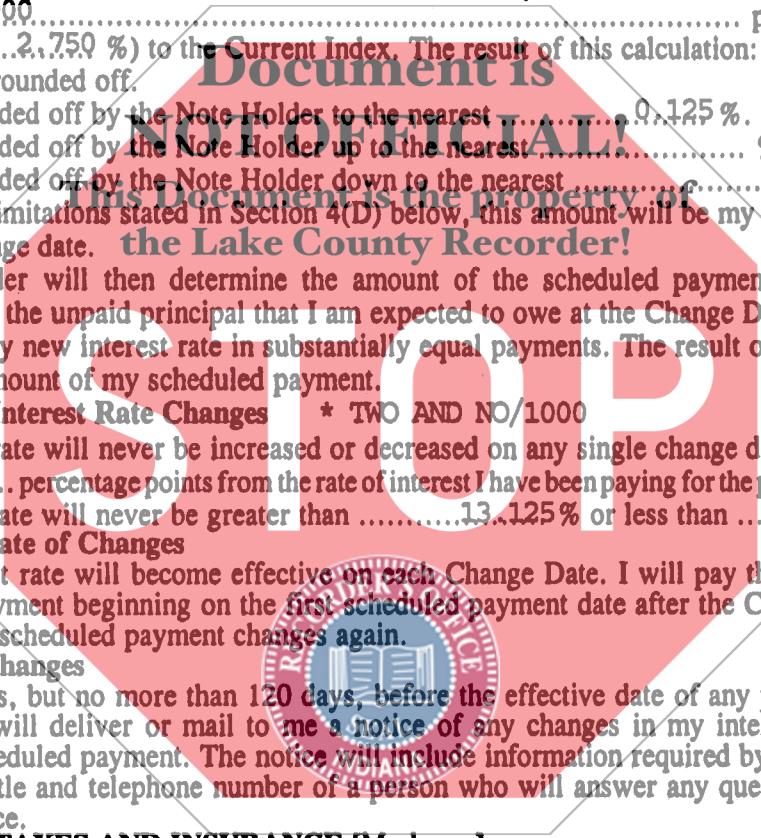 00 ........................................................ p
..2.750 %) to the Current Index. The result of this calculation:
ounded off.
ded off by the Note Holder to the nearest ............ 0.125 %.
ded off by the Note Holder up to the nearest ........................
ded off by the Note Holder down to the nearest ..................
imitations stated in Section 4(D) below, this amount will be my
ge date.
Document is
NOT OFFICIAL!
This Document is the property of
the Lake County Recorder!
er will then determine the amount of the scheduled paymen
the unpaid principal that I am expected to owe at the Change D
y new interest rate in substantially equal payments. The result o
nount of my scheduled payment.
nterest Rate Changes * TWO AND NO/1000
ate will never be increased or decreased on any single change d
.. percentage points from the rate of interest I have been paying for the p
ate will never be greater than ...........13.125 % or less than ...
ate of Changes
t rate will become effective on each Change Date. I will pay th
yment beginning on the first scheduled payment date after the C
scheduled payment changes again.
hanges
s, but no more than 120 days, before the effective date of any
will deliver or mail to me a notice of any changes in my inte
eduled payment. The notice will include information required by
tle and telephone number of a person who will answer any que
ce.
STOP
RECORDER'S OFFICE
INDIANA
AND INSURANCE